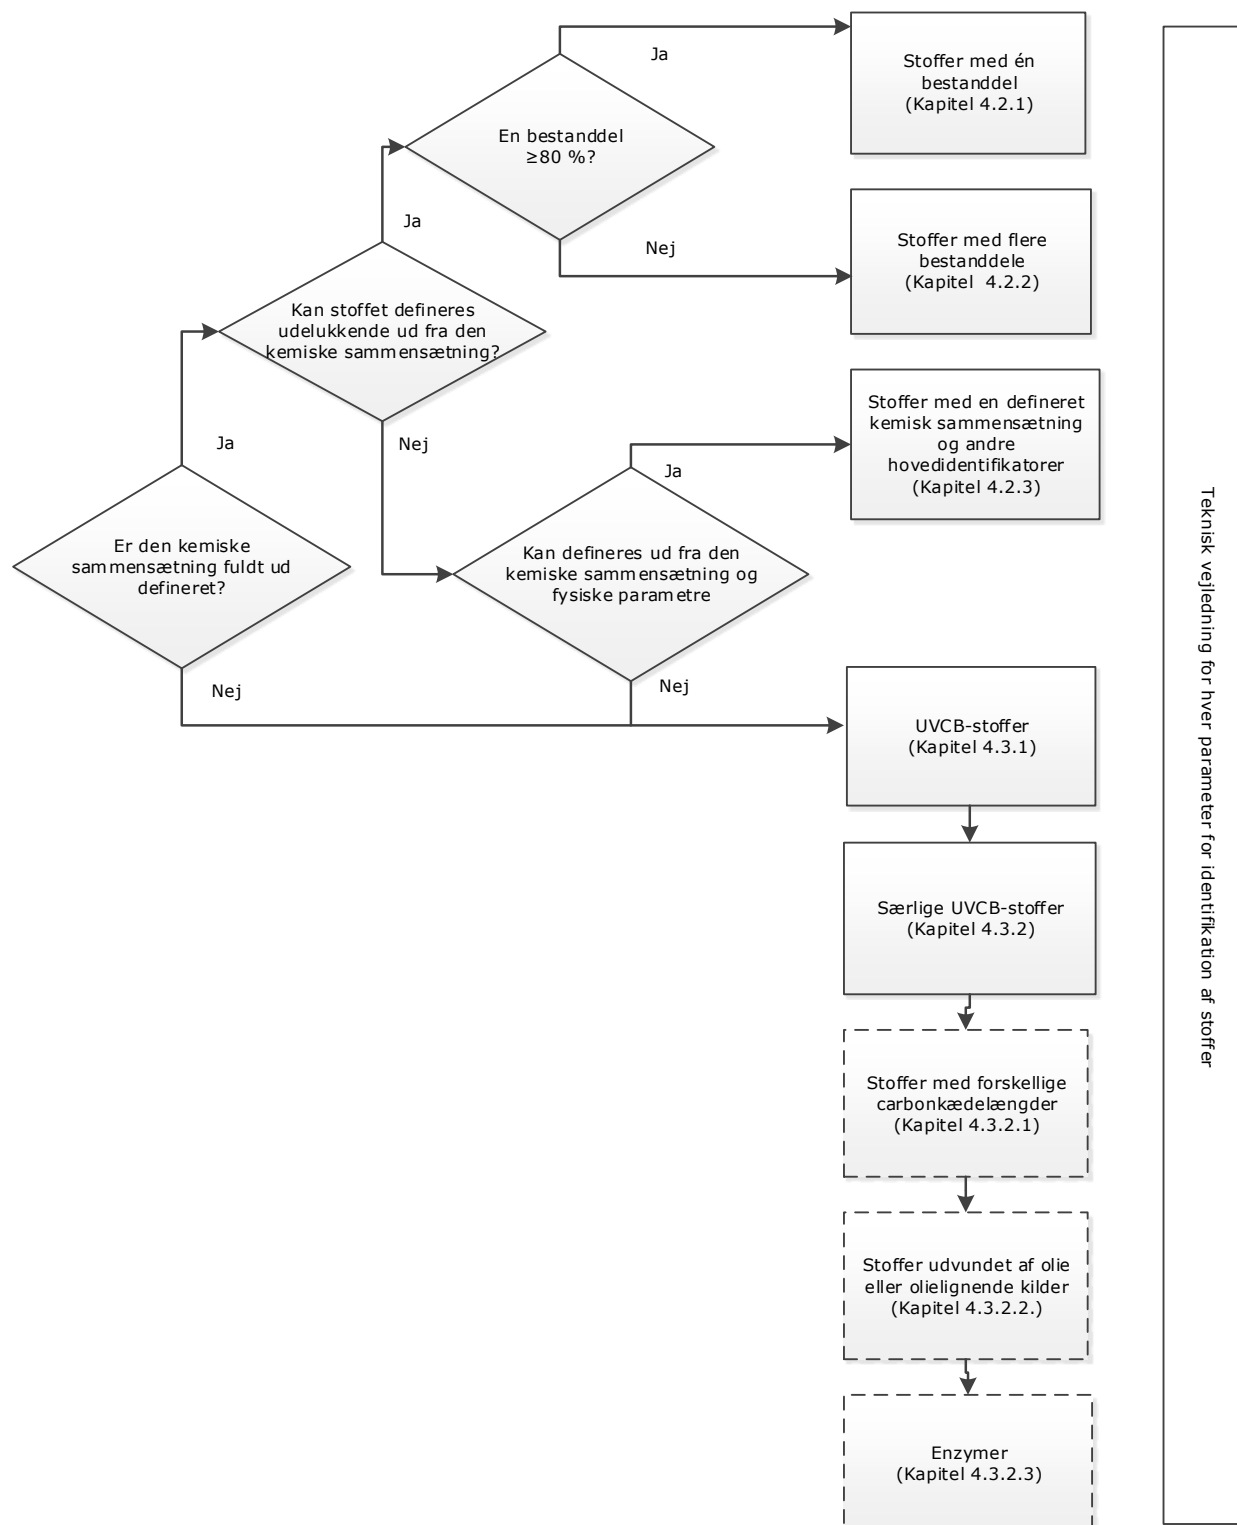 Ja
Stoffer med én
bestanddel
(Kapitel 4.2.1)
En bestanddel
≥80 %?
Ja
Nej
Stoffer med flere
bestanddele
(Kapitel 4.2.2)
Kan stoffet defineres
udelukkende ud fra den
kemiske sammensætning?
Ja
Nej
Stoffer med en defineret
kemisk sammensætning
og andre
hovedidentifikatorer
(Kapitel 4.2.3)
Ja
Er den kemiske
sammensætning fuldt ud
defineret?
Kan defineres ud fra den
kemiske sammensætning og
fysiske parametre
Nej
Nej
UVCB-stoffer
(Kapitel 4.3.1)
Særlige UVCB-stoffer
(Kapitel 4.3.2)
Stoffer med forskellige
carbonkædelængder
(Kapitel 4.3.2.1)
Stoffer udvundet af olie
eller olielignende kilder
(Kapitel 4.3.2.2.)
Enzymer
(Kapitel 4.3.2.3)
Teknisk vejledning for hver parameter for identifikation af stoffer